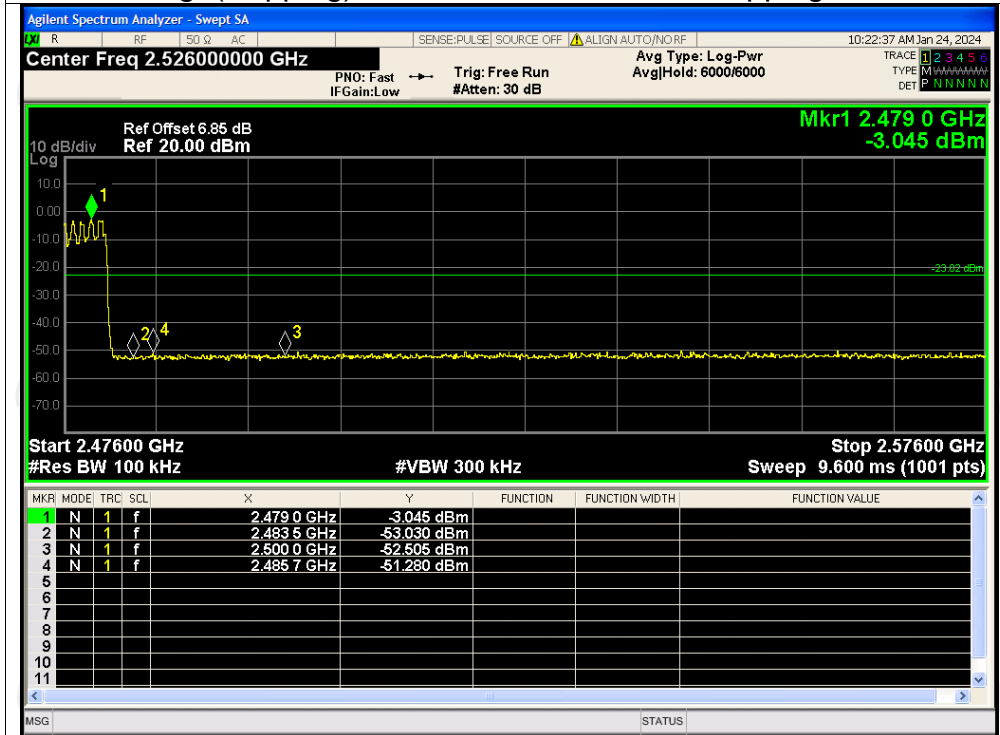 Agilent Spectrum Analyzer - Swept SA
LXI R RF 50 Ω AC SENSE:PULSE SOURCE OFF ALIGN AUTO/NO RF 10:22:37 AM Jan 24, 2024
Center Freq 2.526000000 GHz
PNO: Fast
IFGain:Low
Trig: Free Run
#Atten: 30 dB
Avg Type: Log-Pwr
Avg|Hold: 6000/6000
TRACE 1 2 3 4 5 6
TYPE M
DET P N N N N N
Mkr1 2.479 0 GHz
-3.045 dBm
Ref Offset 6.85 dB
10 dB/div Ref 20.00 dBm
Log
10.0
0.00
-10.0
-20.0
-30.0
-40.0
-50.0
-60.0
-70.0
1
2
4
3
-23.02 dBm
Start 2.47600 GHz Stop 2.57600 GHz
#Res BW 100 kHz #VBW 300 kHz Sweep 9.600 ms (1001 pts)
MKR MODE TRC SCL X Y FUNCTION FUNCTION WIDTH FUNCTION VALUE
1 N 1 f 2.479 0 GHz -3.045 dBm
2 N 1 f 2.483 5 GHz -53.030 dBm
3 N 1 f 2.500 0 GHz -52.505 dBm
4 N 1 f 2.485 7 GHz -51.280 dBm
5
6
7
8
9
10
11
MSG STATUS